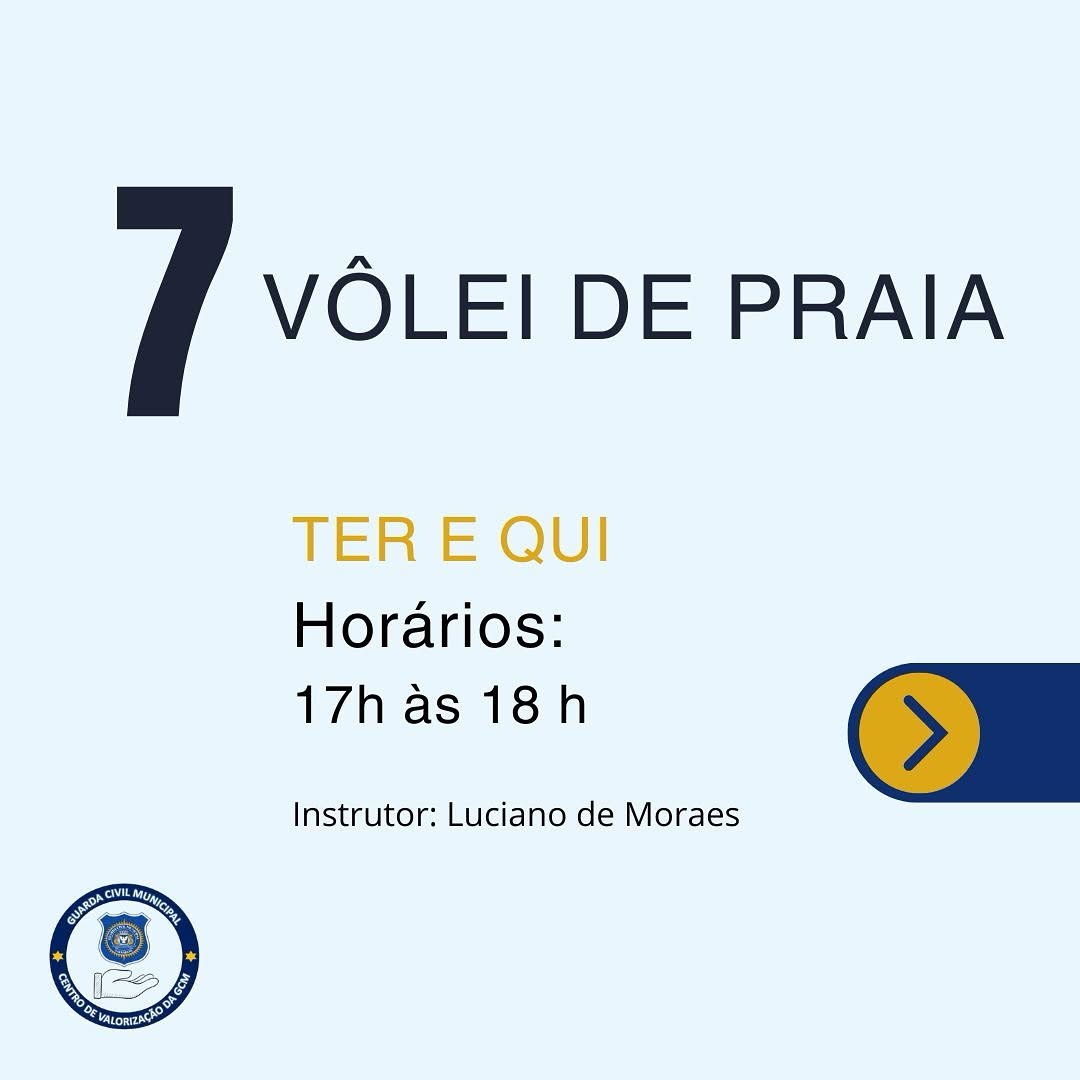 7 VÔLEI DE PRAIA
TER E QUI
Horários:
17h às 18 h
Instrutor: Luciano de Moraes
GUARDA CIVIL MUNICIPAL
CENTRO DE VALORIZAÇÃO DA GCM